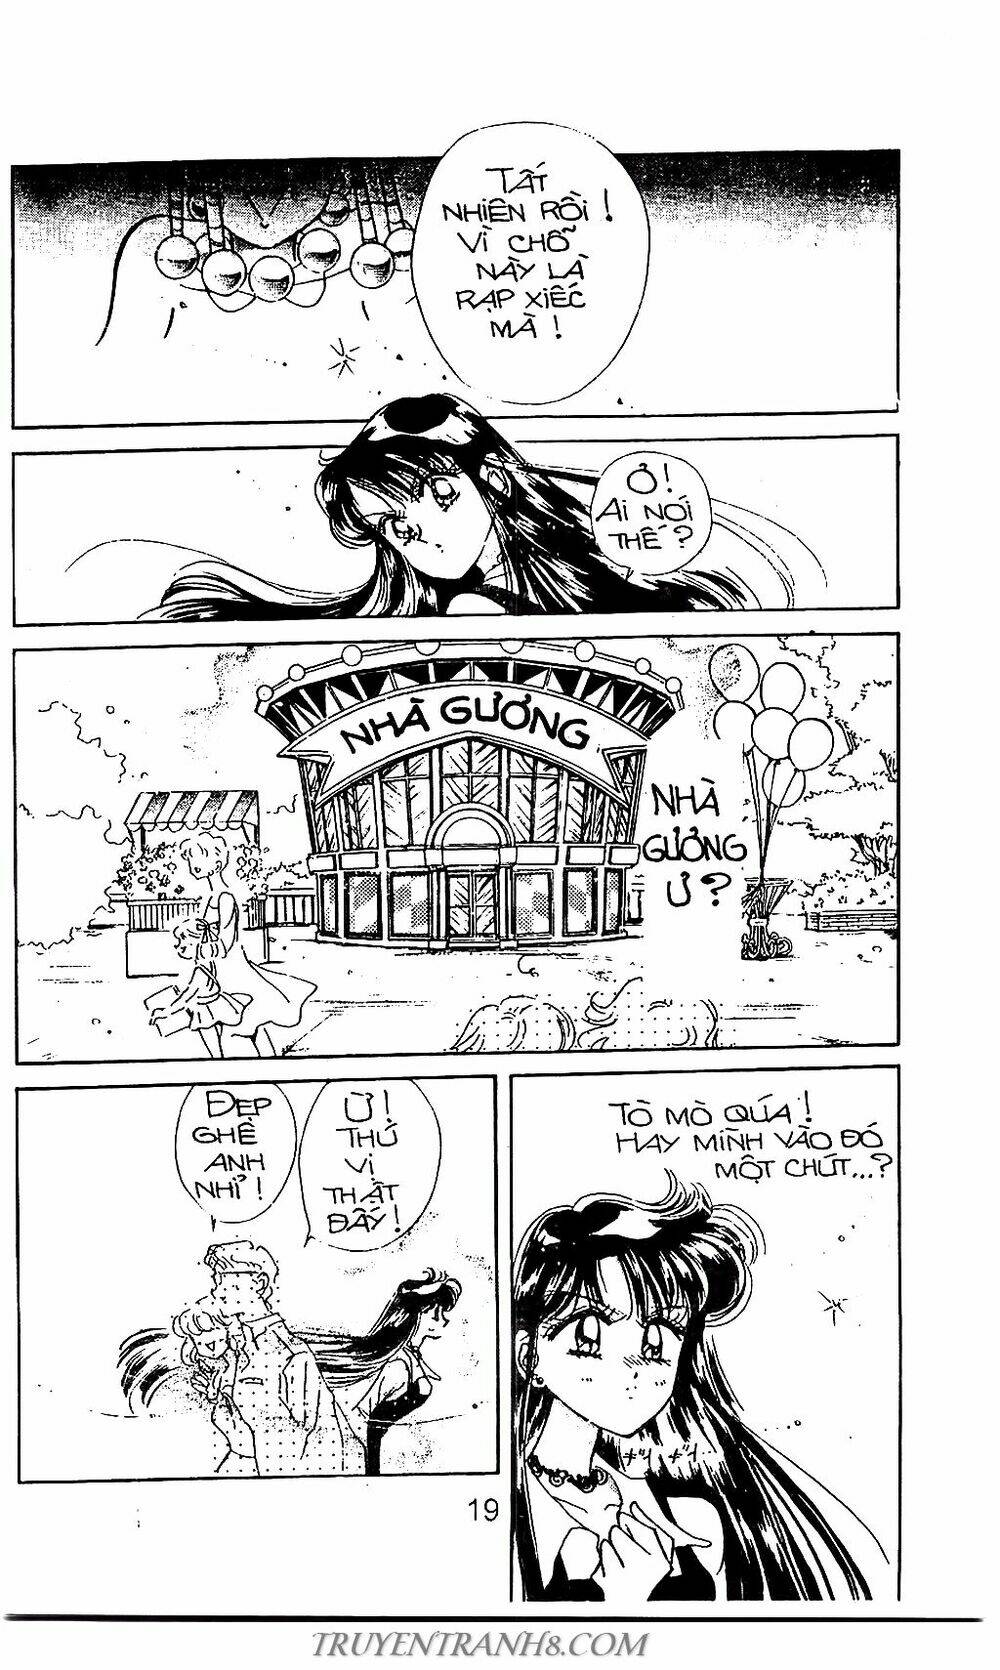 TẤT
NHIÊN RỒI!
VÌ CHỖ
NÀY LÀ
RẠP XIẾC
MÀ!
Ở!
AI NÓI
THẾ?
NHÀ GƯƠNG
NHÀ
GƯƠNG
Ư?
ĐẸP
GHÊ
ANH
NHỈ!
Ừ!
THÚ
VỊ
THẬT
ĐẤY!
TÒ MÒ QÚA!
HAY MÌNH VÀO ĐÓ
MỘT CHÚT...?
19
TRUYENTRANH8.COM